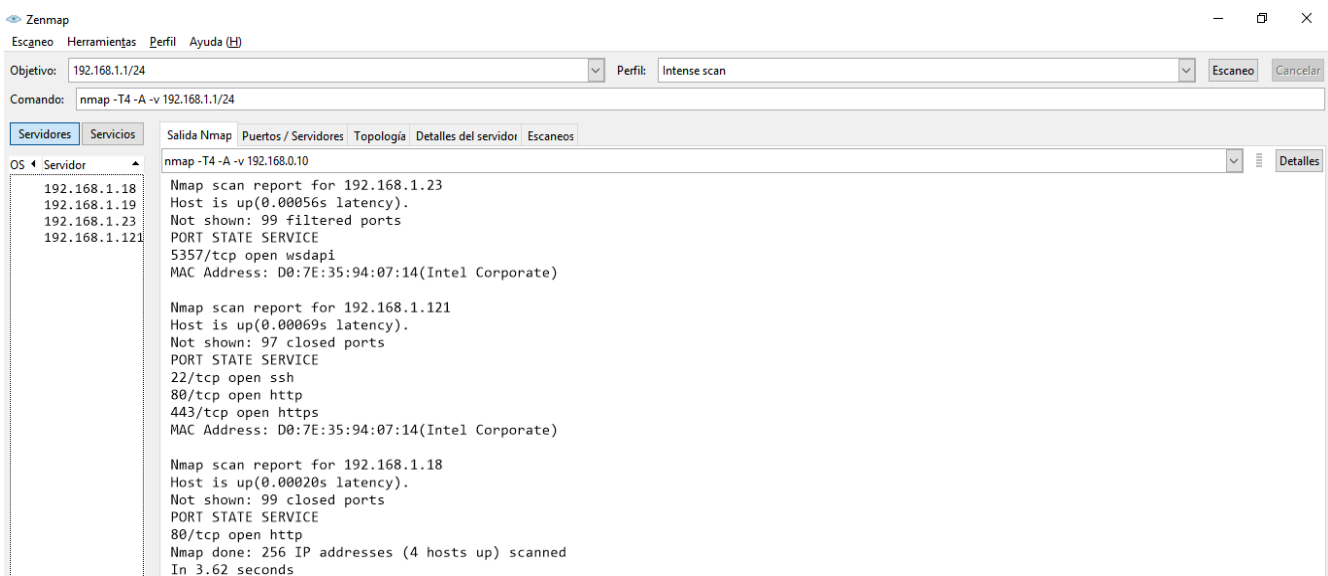 Zenmap
Escaneo Herramientas Perfil Ayuda (H)
Objetivo: 192.168.1.1/24 Perfil: Intense scan Escaneo Cancelar
Comando: nmap -T4 -A -v 192.168.1.1/24
Servidores Servicios Salida Nmap Puertos / Servidores Topología Detalles del servidor Escaneos
OS Servidor
192.168.1.18
192.168.1.19
192.168.1.23
192.168.1.121
nmap -T4 -A -v 192.168.0.10 Detalles
Nmap scan report for 192.168.1.23
Host is up(0.00056s latency).
Not shown: 99 filtered ports
PORT STATE SERVICE
5357/tcp open wsdapi
MAC Address: D0:7E:35:94:07:14(Intel Corporate)
Nmap scan report for 192.168.1.121
Host is up(0.00069s latency).
Not shown: 97 closed ports
PORT STATE SERVICE
22/tcp open ssh
80/tcp open http
443/tcp open https
MAC Address: D0:7E:35:94:07:14(Intel Corporate)
Nmap scan report for 192.168.1.18
Host is up(0.00020s latency).
Not shown: 99 closed ports
PORT STATE SERVICE
80/tcp open http
Nmap done: 256 IP addresses (4 hosts up) scanned
In 3.62 seconds